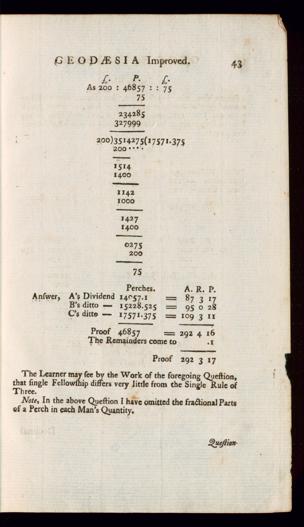 GEODÆSIA Improved. 43
£. P. £.
As 200 : 46857 : : 75
75
234285
327999
200)3514275(17571.375
200····
1514
1400
1142
1000
1427
1400
0275
200
75
Perches. A. R. P.
Answer, A's Dividend 14057.1 = 87 3 17
B's ditto — 15228.525 = 95 0 28
C's ditto — 17571.375 = 109 3 11
Proof 46857 = 292 4 16
The Remainders come to .1
Proof 292 3 17
The Learner may ſee by the Work of the foregoing Queſtion,
that ſingle Fellowſhip differs very little from the Single Rule of
Three.
Note, In the above Queſtion I have omitted the fractional Parts
of a Perch in each Man's Quantity.
Queſtion